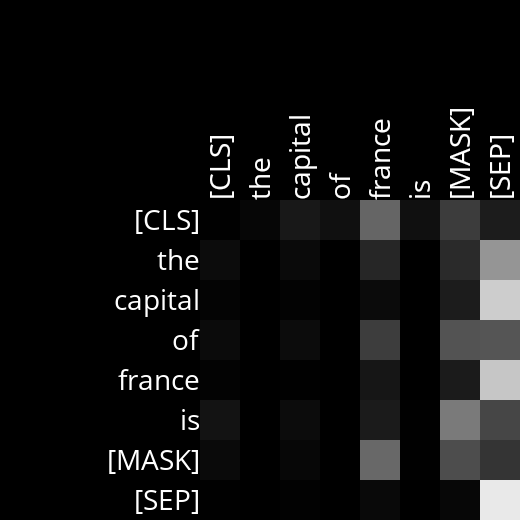 [CLS] the capital of france is [MASK] [SEP]
[CLS]
the
capital
of
france
is
[MASK]
[SEP]